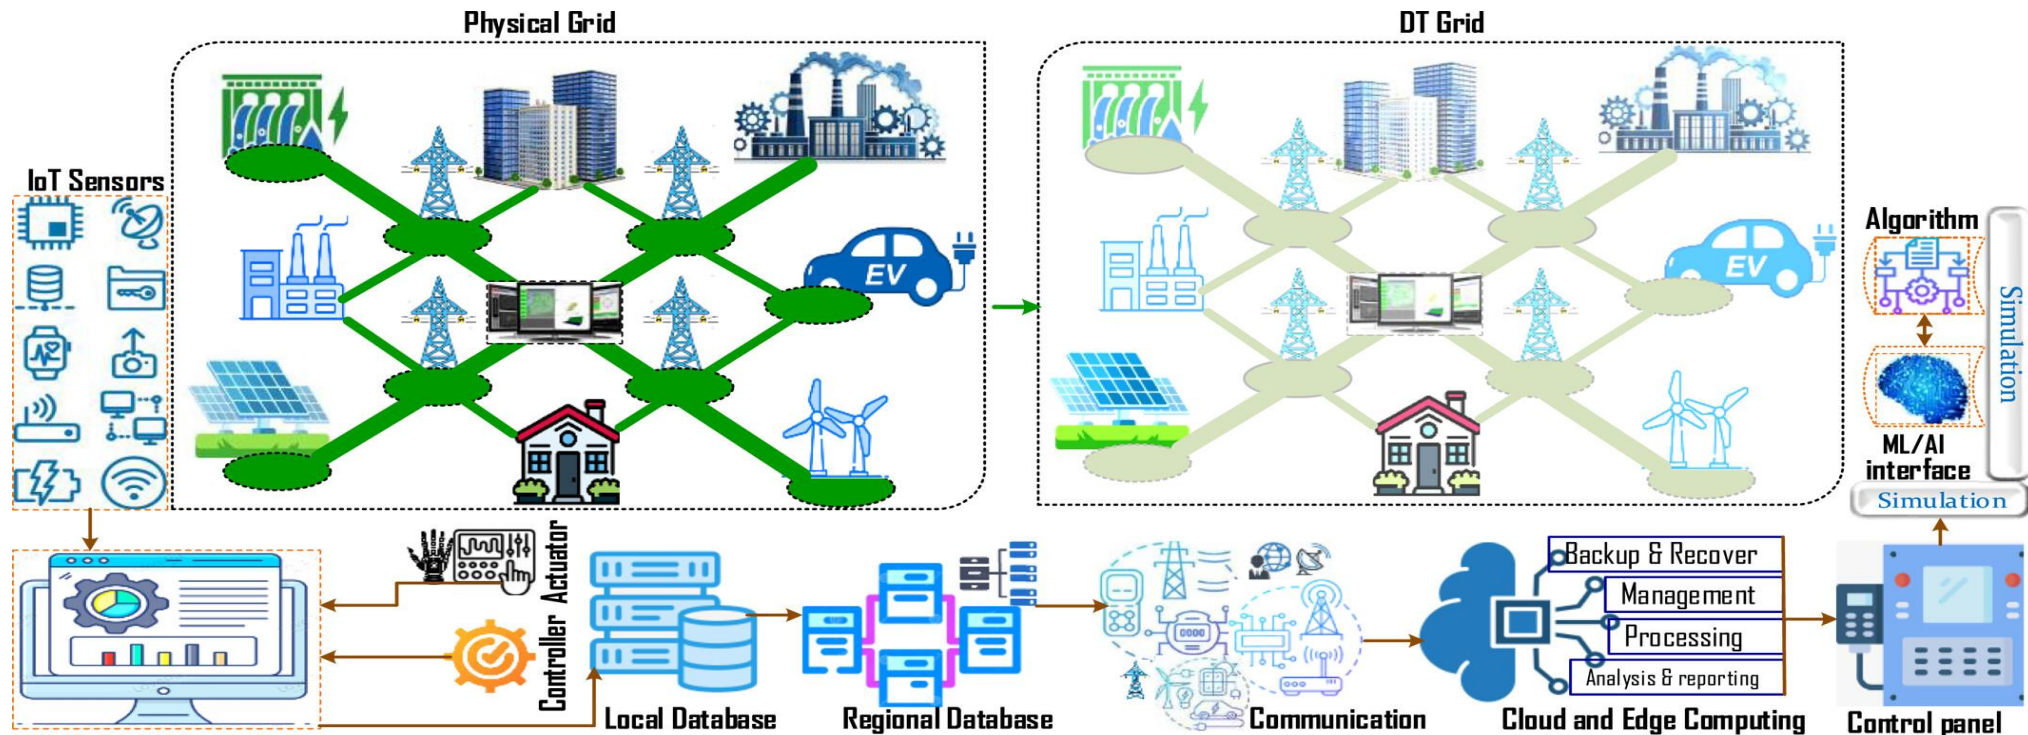 Physical Grid
DT Grid
IoT Sensors
EV
EV
Algorithm
Simulation
ML/AI
interface
Simulation
Actuator
Controller
Local Database
Regional Database
Communication
Backup & Recover
Management
Processing
Analysis & reporting
Cloud and Edge Computing
Control panel